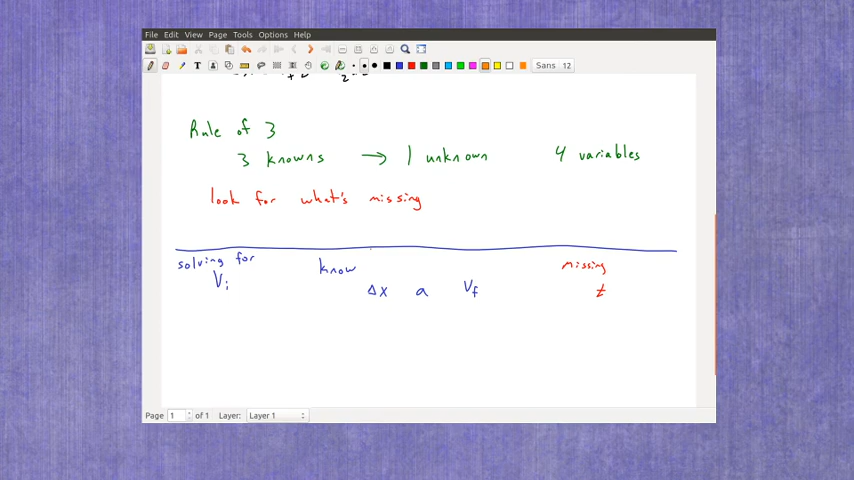 File Edit View Page Tools Options Help
T Sans 12
Rule of 3
3 knowns → 1 unknown 4 variables
look for what's missing
solving for know missing
Vi Δx a Vf t
Page 1 of 1 Layer: Layer 1